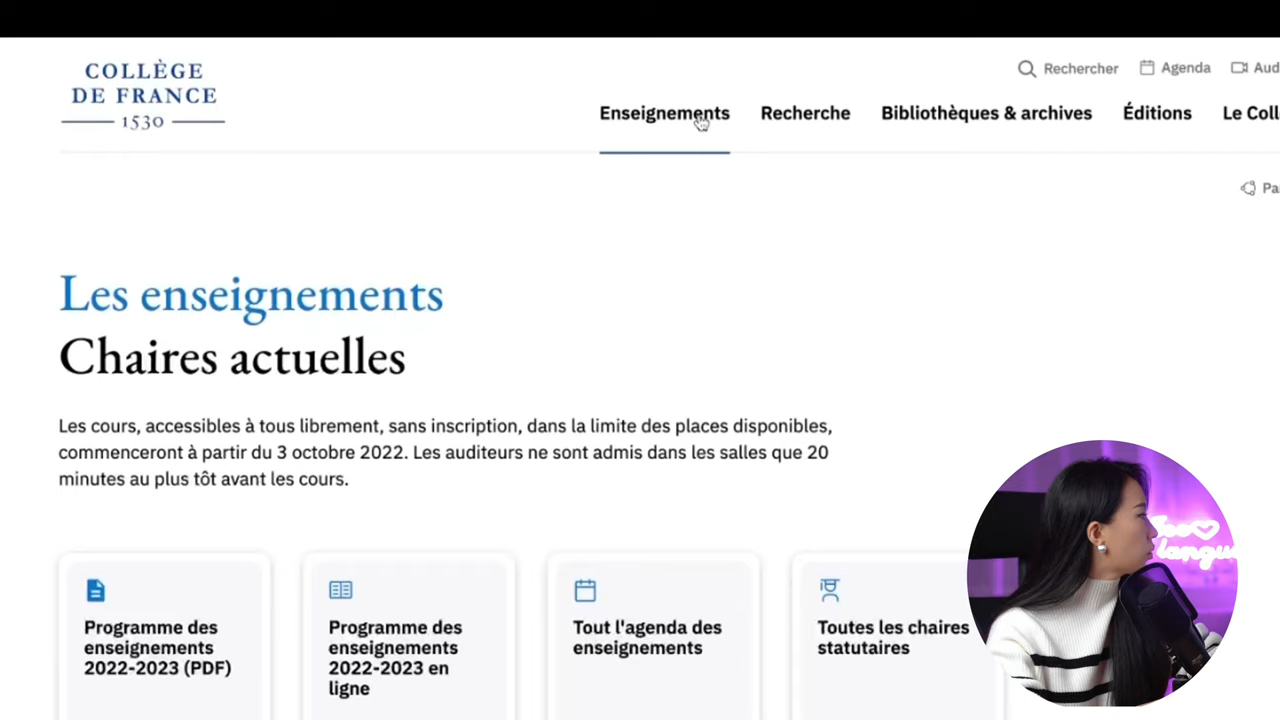 COLLÈGE
DE FRANCE
1530
Rechercher
Agenda
Enseignements
Recherche
Bibliothèques & archives
Éditions
Le Coll
Les enseignements
Chaires actuelles
Les cours, accessibles à tous librement, sans inscription, dans la limite des places disponibles,
commenceront à partir du 3 octobre 2022. Les auditeurs ne sont admis dans les salles que 20
minutes au plus tôt avant les cours.
Programme des
enseignements
2022-2023 (PDF)
Programme des
enseignements
2022-2023 en
ligne
Tout l'agenda des
enseignements
Toutes les chaires
statutaires